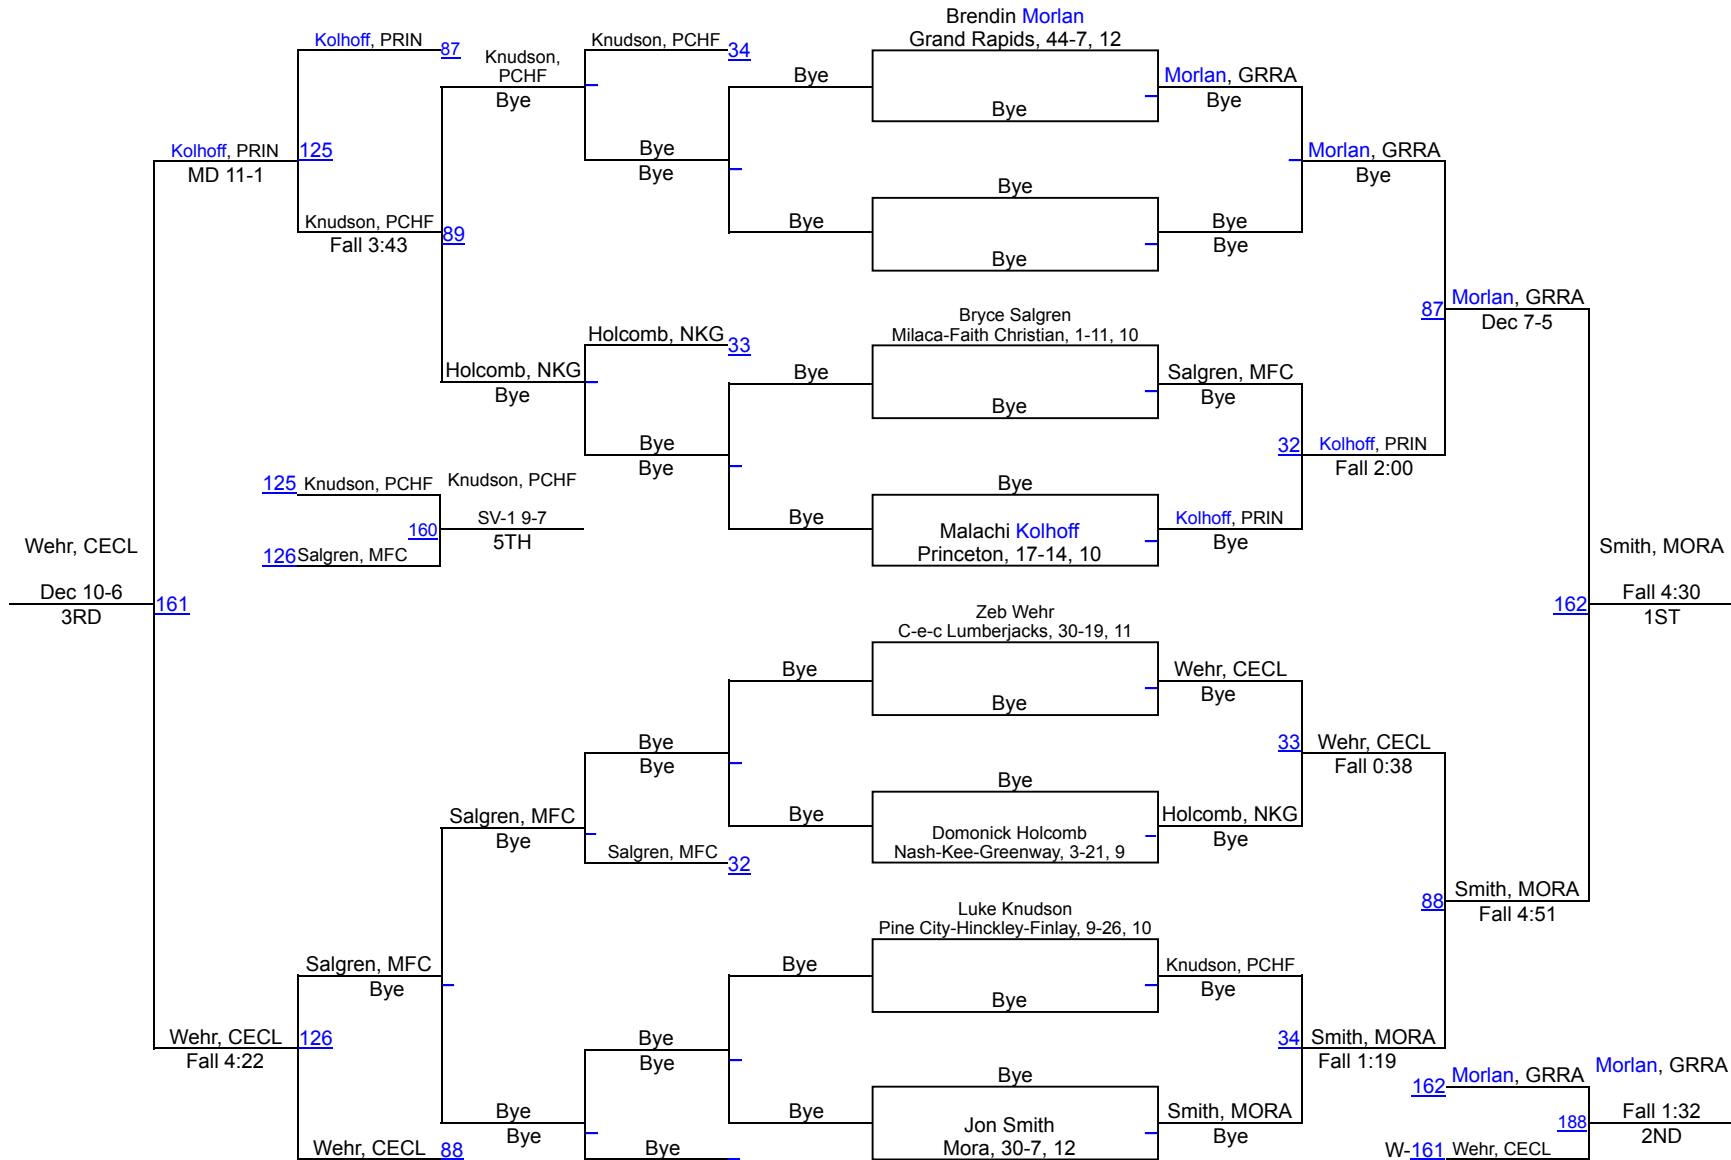 Brendin Morlan
Kolhoff, PRIN 87
Knudson, PCHF 34
Grand Rapids, 44-7, 12
Knudson,
PCHF
Bye
Bye
Morlan, GRRA
Bye
Bye
Kolhoff, PRIN 125
MD 11-1
Bye
Bye
Morlan, GRRA
Bye
Bye
Knudson, PCHF
Fall 3:43
89
Bye
Bye
Bye
Bye
87 Morlan, GRRA
Dec 7-5
Bryce Salgren
Milaca-Faith Christian, 1-11, 10
Holcomb, NKG 33
Holcomb, NKG
Bye
Bye
Salgren, MFC
Bye
Bye
Bye
Bye
32 Kolhoff, PRIN
Fall 2:00
125 Knudson, PCHF
Knudson, PCHF
160
SV-1 9-7
5TH
126 Salgren, MFC
Bye
Bye
Malachi Kolhoff
Princeton, 17-14, 10
Kolhoff, PRIN
Bye
Wehr, CECL
Dec 10-6
3RD
161
Smith, MORA
162
Fall 4:30
1ST
Zeb Wehr
C-e-c Lumberjacks, 30-19, 11
Bye
Wehr, CECL
Bye
Bye
Bye
Bye
33 Wehr, CECL
Fall 0:38
Bye
Salgren, MFC
Bye
Bye
Holcomb, NKG
Bye
Domonick Holcomb
Nash-Kee-Greenway, 3-21, 9
Salgren, MFC 32
88 Smith, MORA
Fall 4:51
Luke Knudson
Pine City-Hinckley-Finlay, 9-26, 10
Salgren, MFC
Bye
Bye
Knudson, PCHF
Bye
Bye
Wehr, CECL 126
Fall 4:22
Bye
Bye
34 Smith, MORA
Fall 1:19
Bye
162 Morlan, GRRA
Morlan, GRRA
Bye
Bye
Bye
Jon Smith
Mora, 30-7, 12
Smith, MORA
Bye
188
Fall 1:32
2ND
Wehr, CECL 88
Bye
W-161 Wehr, CECL